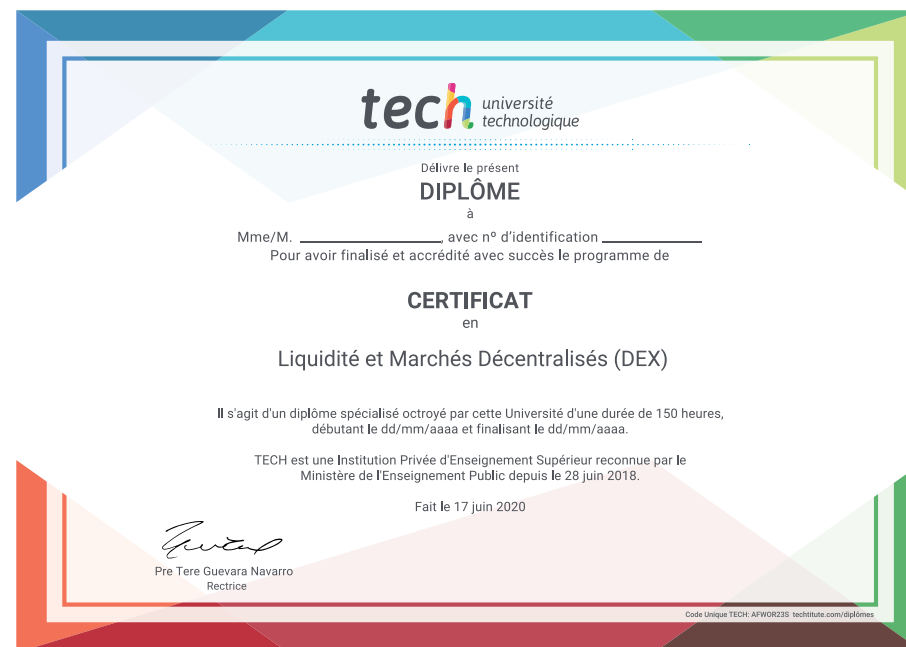 tech université
technologique
Délivre le présent
DIPLÔME
à
Mme/M. ____________________, avec nº d'identification ______________
Pour avoir finalisé et accrédité avec succès le programme de
CERTIFICAT
en
Liquidité et Marchés Décentralisés (DEX)
Il s'agit d'un diplôme spécialisé octroyé par cette Université d'une durée de 150 heures,
débutant le dd/mm/aaaa et finalisant le dd/mm/aaaa.
TECH est une Institution Privée d'Enseignement Supérieur reconnue par le
Ministère de l'Enseignement Public depuis le 28 juin 2018.
Fait le 17 juin 2020
Pre Tere Guevara Navarro
Rectrice
Code Unique TECH: AFWOR23S techtitute.com/diplômes